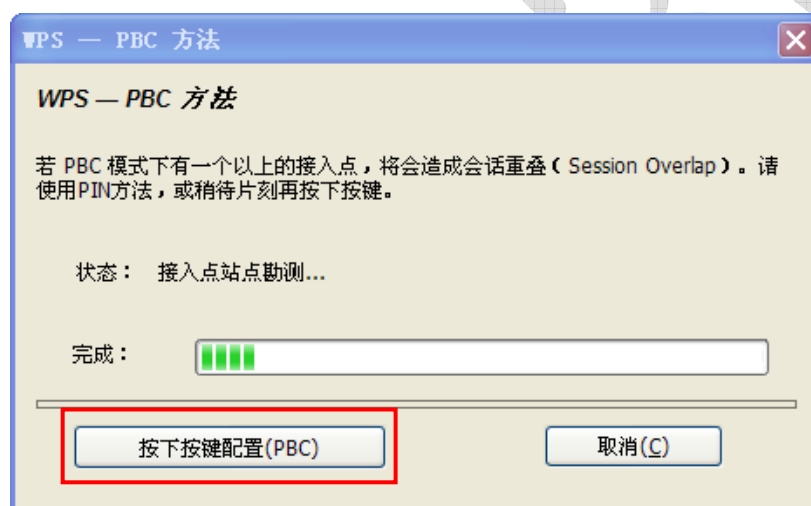 WPS — PBC 方法
WPS — PBC 方法
若 PBC 模式下有一个以上的接入点，将会造成会话重叠（Session Overlap）。请
使用PIN方法，或稍待片刻再按下按键。
状态： 接入点站点勘测...
完成：
按下按键配置(PBC)
取消(C)